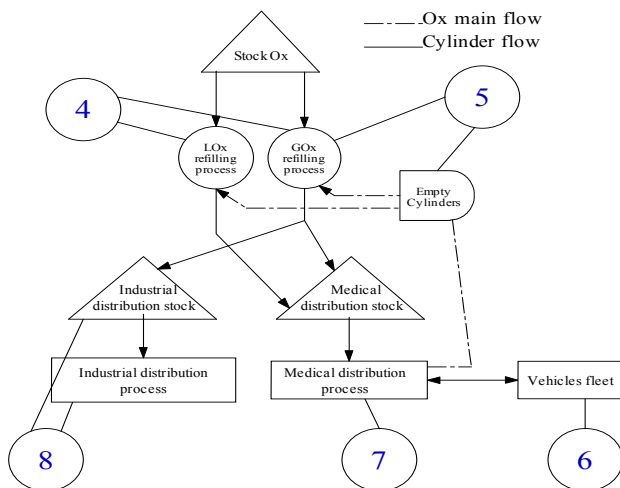 Ox main flow
Cylinder flow
Stock Ox
4
5
LOx
refilling
process
GOx
refilling
process
Empty
Cylinders
Industrial
distribution stock
Medical
distribution stock
Industrial distribution
process
Medical distribution
process
Vehicles fleet
8
7
6